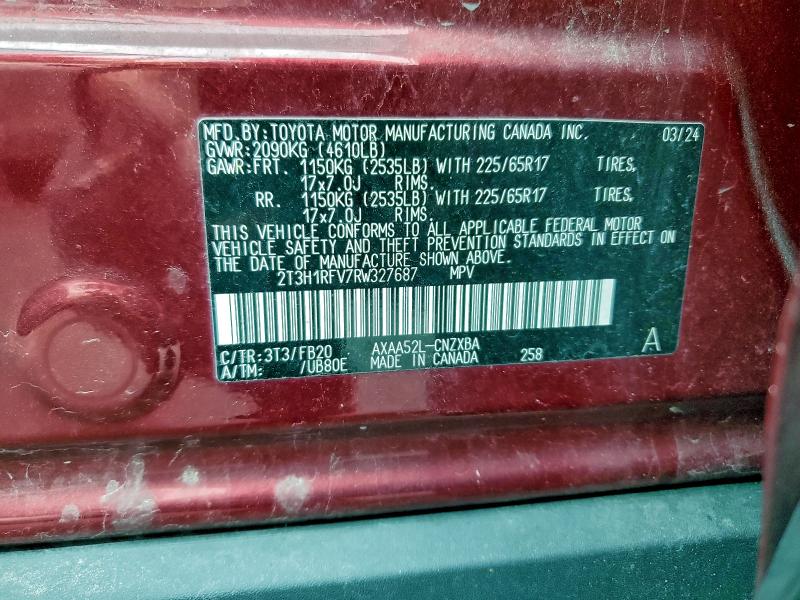 MFD. BY: TOYOTA MOTOR MANUFACTURING CANADA INC. 03/24
GVWR: 2090KG (4610LB)
GAWR: FRT. 1150KG (2535LB) WITH 225/65R17 TIRES,
17x7.0J RIMS.
RR. 1150KG (2535LB) WITH 225/65R17 TIRES,
17x7.0J RIMS.
THIS VEHICLE CONFORMS TO ALL APPLICABLE FEDERAL MOTOR
VEHICLE SAFETY AND THEFT PREVENTION STANDARDS IN EFFECT ON
THE DATE OF MANUFACTURE SHOWN ABOVE.
2T3H1RFV7RW327687 MPV
C/TR: 3T3/FB20 AXAA52L-CNZXBA
A/TM: /UB80E MADE IN CANADA 258 A